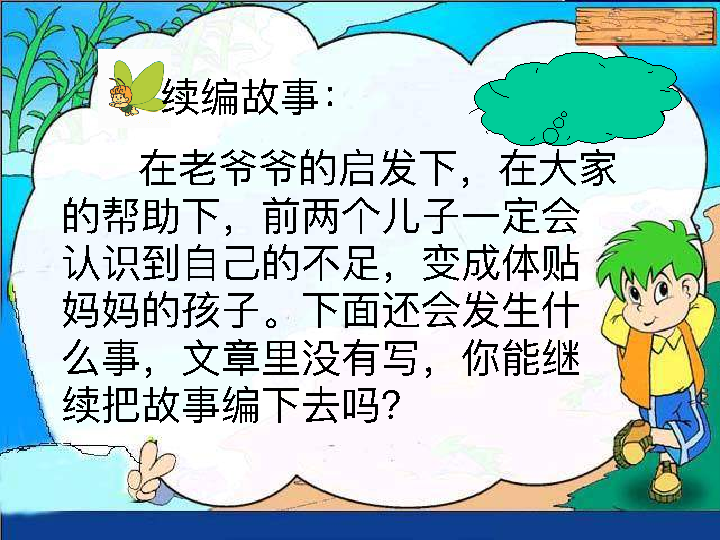 续编故事：
在老爷爷的启发下，在大家
的帮助下，前两个儿子一定会
认识到自己的不足，变成体贴
妈妈的孩子。下面还会发生什
么事，文章里没有写，你能继
续把故事编下去吗？